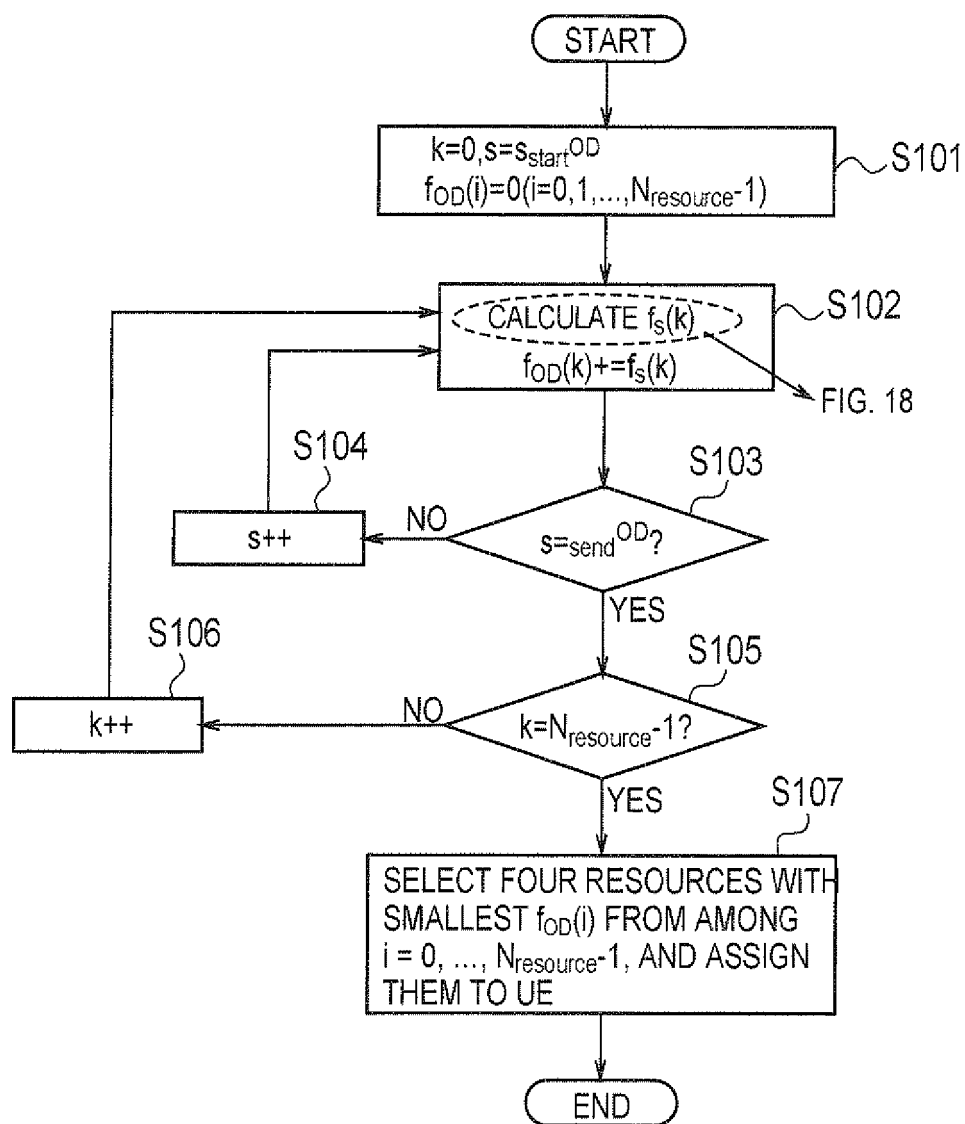 START
k=0,s=s_start^OD
f_OD(i)=0(i=0,1,...,N_resource-1)
S101
CALCULATE f_s(k)
f_OD(k)+=f_s(k)
S102
FIG. 18
S103
s=_send^OD?
NO
S104
s++
YES
S105
k=N_resource-1?
NO
S106
k++
YES
S107
SELECT FOUR RESOURCES WITH
SMALLEST f_OD(i) FROM AMONG
i = 0, ..., N_resource-1, AND ASSIGN
THEM TO UE
END